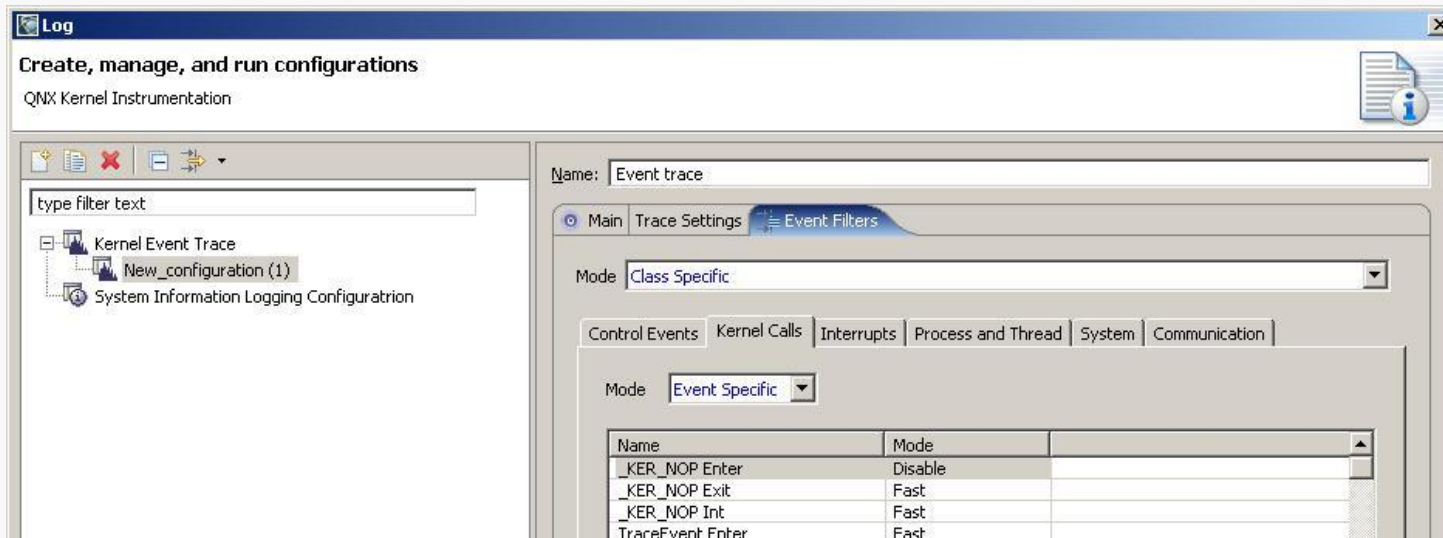 Log
Create, manage, and run configurations
QNX Kernel Instrumentation
type filter text
Kernel Event Trace
New_configuration (1)
System Information Logging Configuratrion
Name: Event trace
Main Trace Settings Event Filters
Mode Class Specific
Control Events Kernel Calls Interrupts Process and Thread System Communication
Mode Event Specific
Name Mode
_KER_NOP Enter Disable
_KER_NOP Exit Fast
_KER_NOP Int Fast
TraceEvent Enter Fast